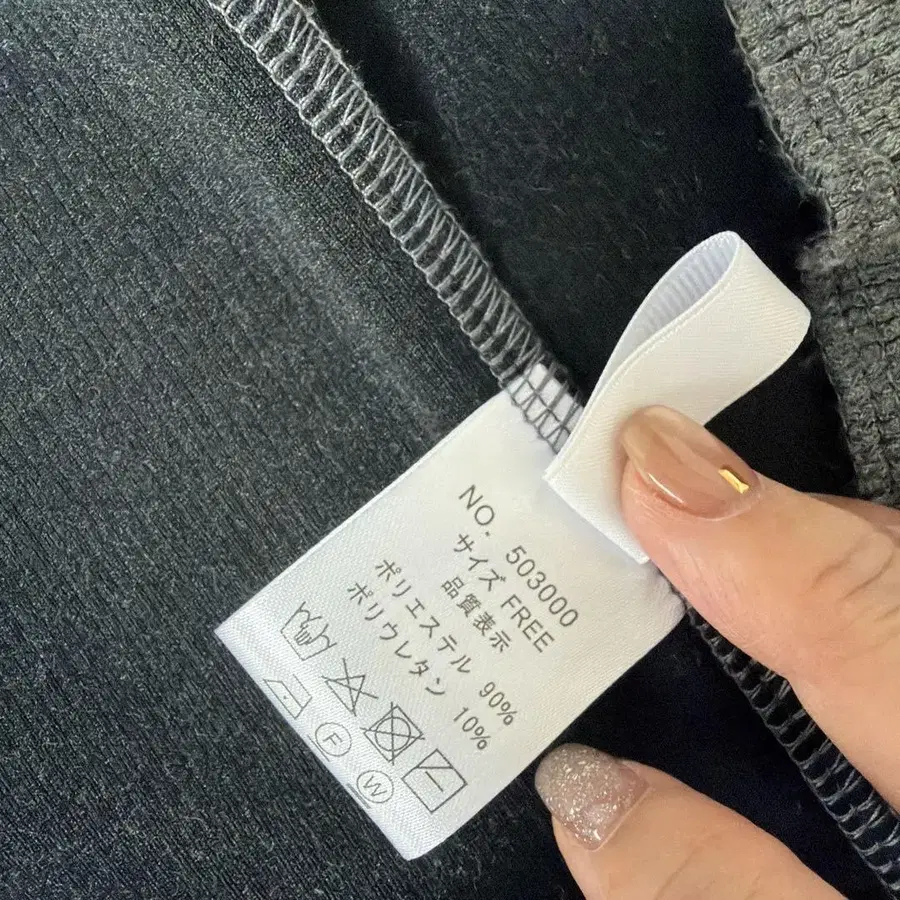 NO. 503000
サイズ FREE
品質表示
ポリエステル 90%
ポリウレタン 10%
F
W